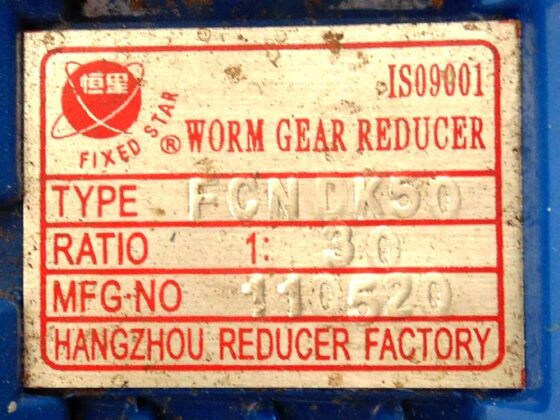 恒星
FIXED STAR ®
IS09001
WORM GEAR REDUCER
TYPE FCNDK50
RATIO 1: 30
MFG-NO 110520
HANGZHOU REDUCER FACTORY